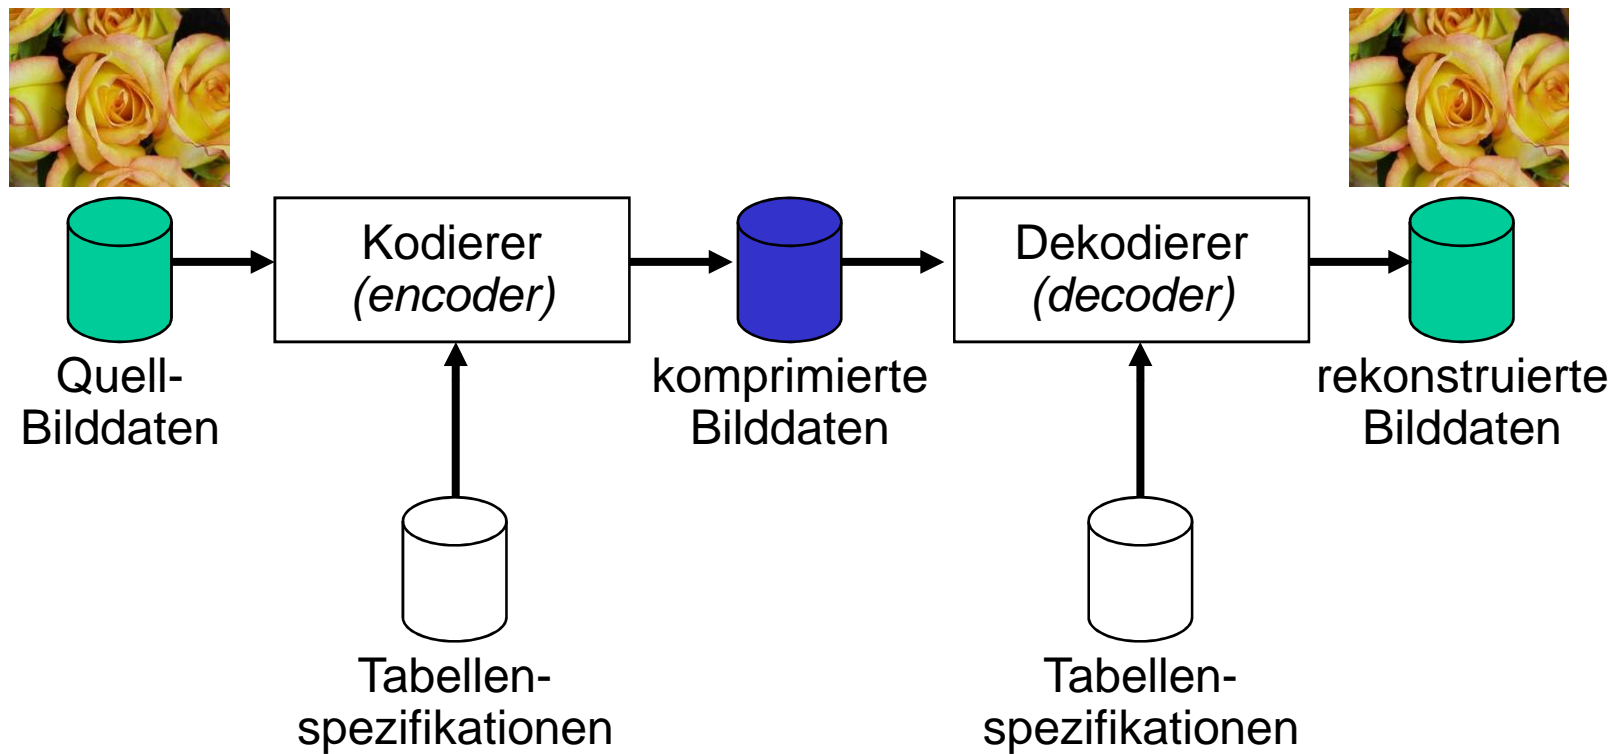 Kodierer
(encoder)
Dekodierer
(decoder)
Quell-
Bilddaten
komprimierte
Bilddaten
rekonstruierte
Bilddaten
Tabellen-
spezifikationen
Tabellen-
spezifikationen